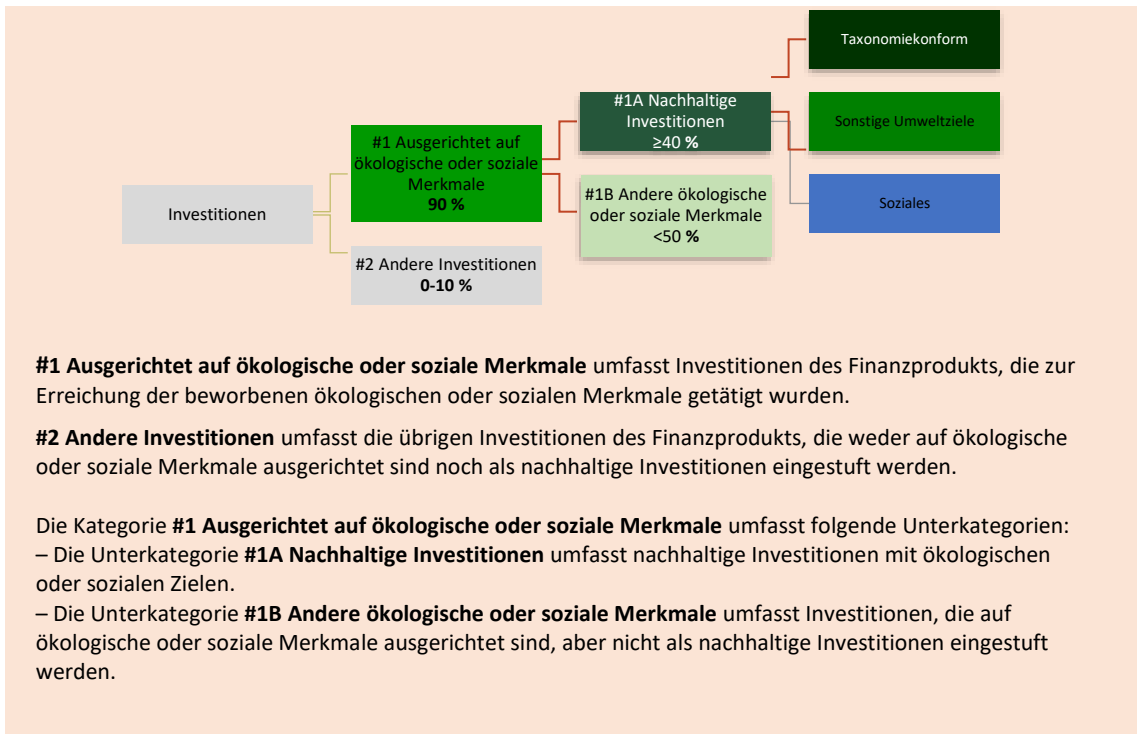 Taxonomiekonform
#1A Nachhaltige
Investitionen
≥40 %
Sonstige Umweltziele
#1 Ausgerichtet auf
ökologische oder soziale
Merkmale
90 %
#1B Andere ökologische
oder soziale Merkmale
<50 %
Soziales
Investitionen
#2 Andere Investitionen
0-10 %
#1 Ausgerichtet auf ökologische oder soziale Merkmale umfasst Investitionen des Finanzprodukts, die zur
Erreichung der beworbenen ökologischen oder sozialen Merkmale getätigt wurden.
#2 Andere Investitionen umfasst die übrigen Investitionen des Finanzprodukts, die weder auf ökologische
oder soziale Merkmale ausgerichtet sind noch als nachhaltige Investitionen eingestuft werden.
Die Kategorie #1 Ausgerichtet auf ökologische oder soziale Merkmale umfasst folgende Unterkategorien:
– Die Unterkategorie #1A Nachhaltige Investitionen umfasst nachhaltige Investitionen mit ökologischen
oder sozialen Zielen.
– Die Unterkategorie #1B Andere ökologische oder soziale Merkmale umfasst Investitionen, die auf
ökologische oder soziale Merkmale ausgerichtet sind, aber nicht als nachhaltige Investitionen eingestuft
werden.